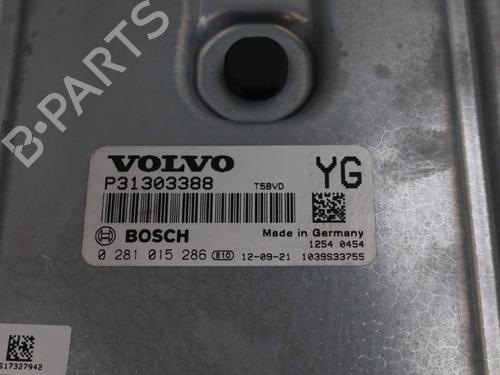 B-PARTS
VOLVO
P31303388 T5BVD YG
BOSCH Made in Germany
1254 0454
0 281 015 286 810 12-09-21 1039S33755
S17327942